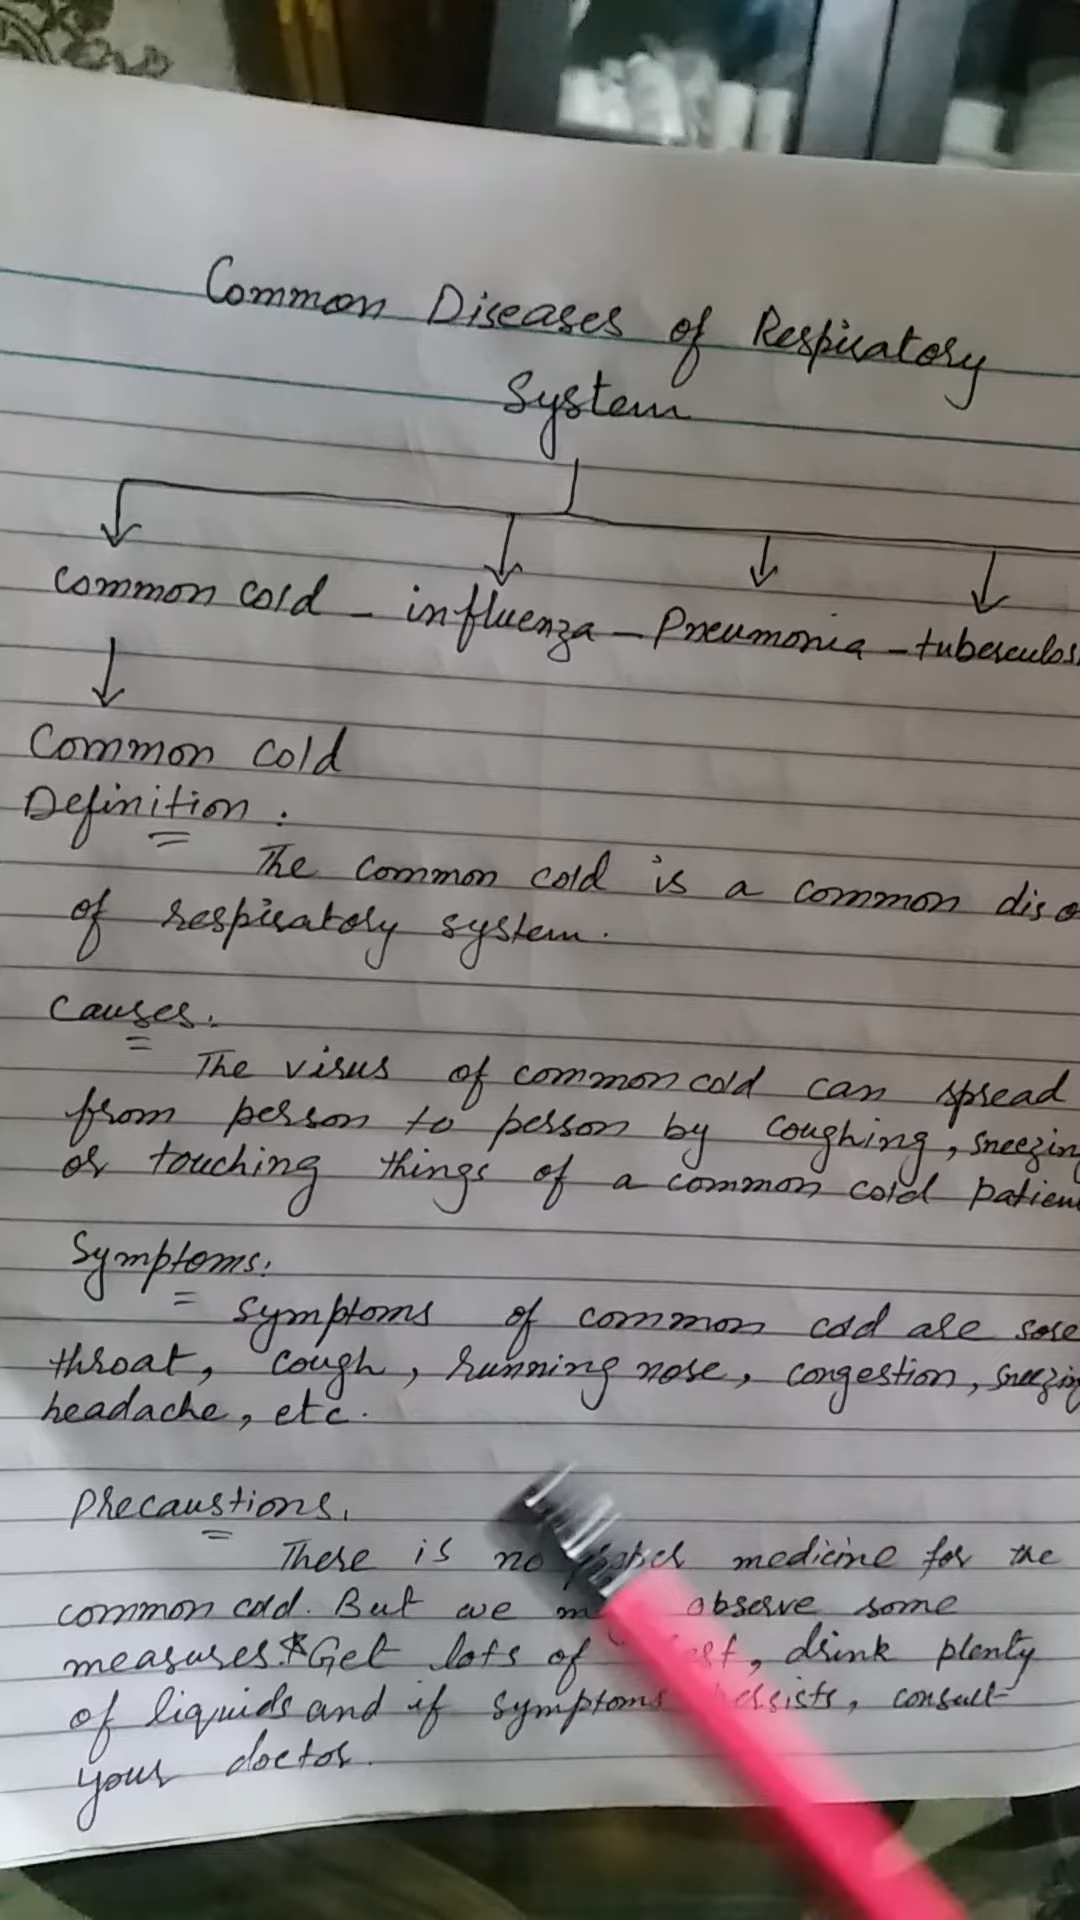 Common Diseases of Respiratory
System
common cold - influenza - Pneumonia - tuberculosi
Common cold
Definition :
The common cold is a common diso
of respiratory system.
Causes:
The virus of common cold can spread
from person to person by coughing, sneezing
or touching things of a common cold patien
Symptoms:
symptoms of common cold are sore
throat, cough, running nose, congestion, sneezing
headache, etc.
Precaustions.
There is no medicine for the
common cold. But we observe some
measures.*Get lots of drink plenty
of liquids and if symptoms consult
your doctor.